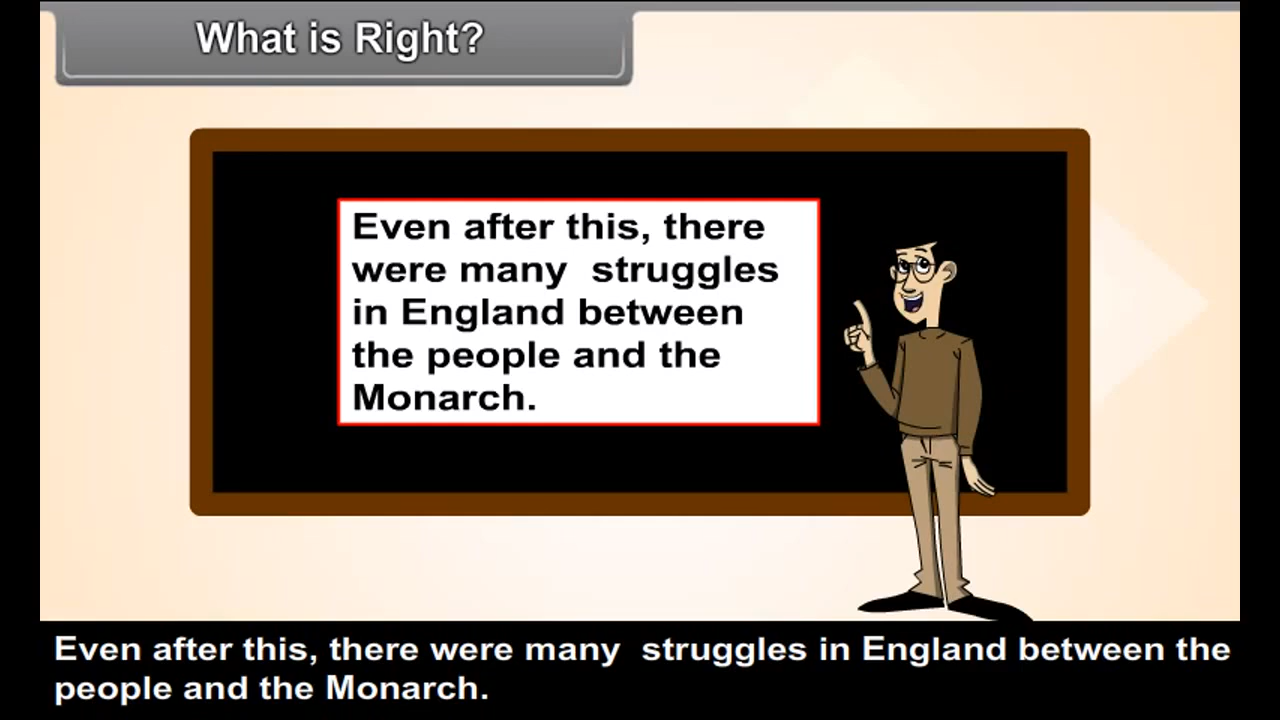 What is Right?
Even after this, there
were many  struggles
in England between
the people and the
Monarch.
Even after this, there were many  struggles in England between the
people and the Monarch.